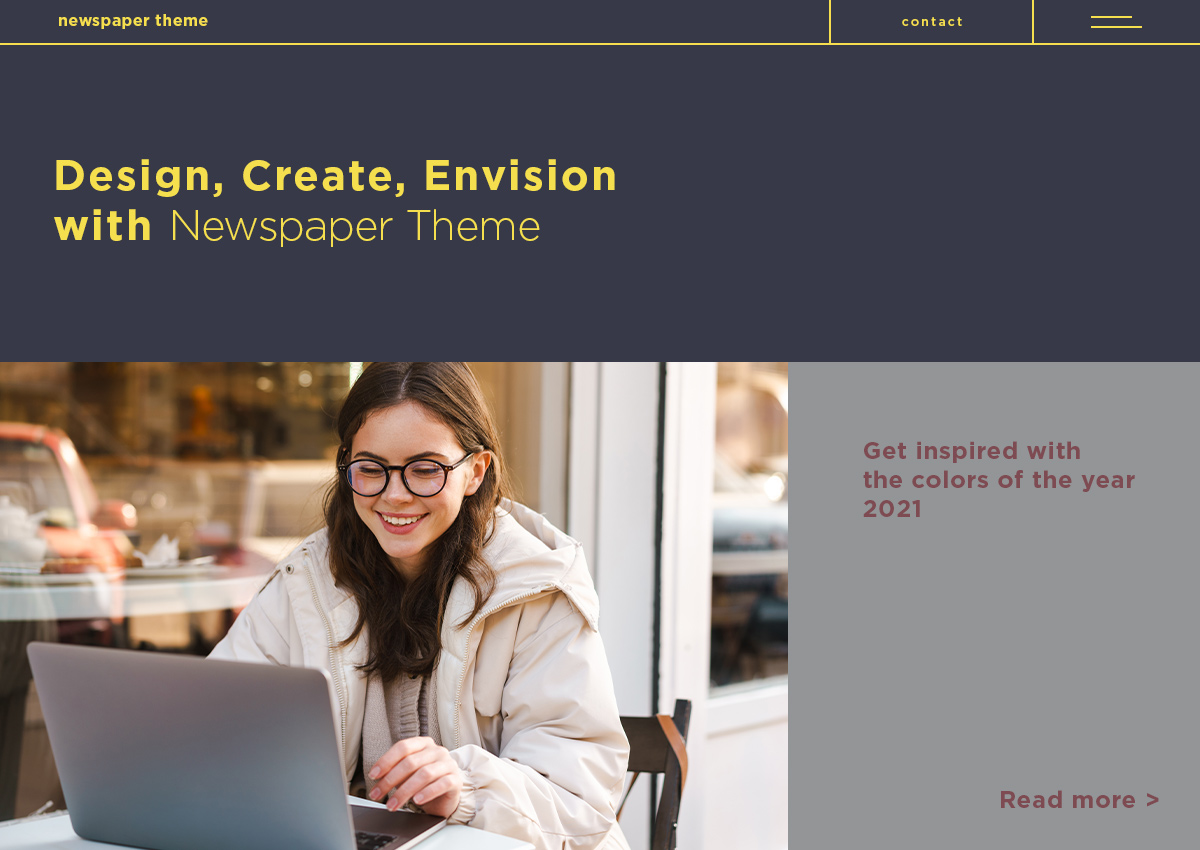 newspaper theme
contact
Design, Create, Envision
with Newspaper Theme
Get inspired with
the colors of the year
2021
Read more >